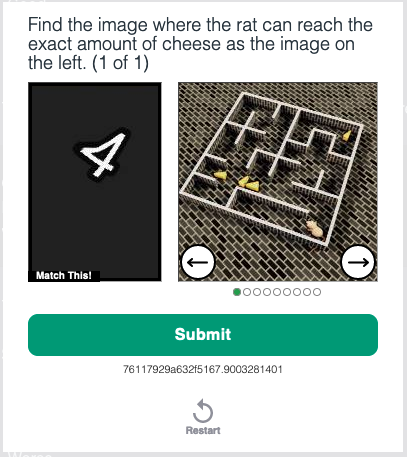 Find the image where the rat can reach the
exact amount of cheese as the image on
the left. (1 of 1)
4
Match This!
Submit
76117929a632f5167.9003281401
Restart